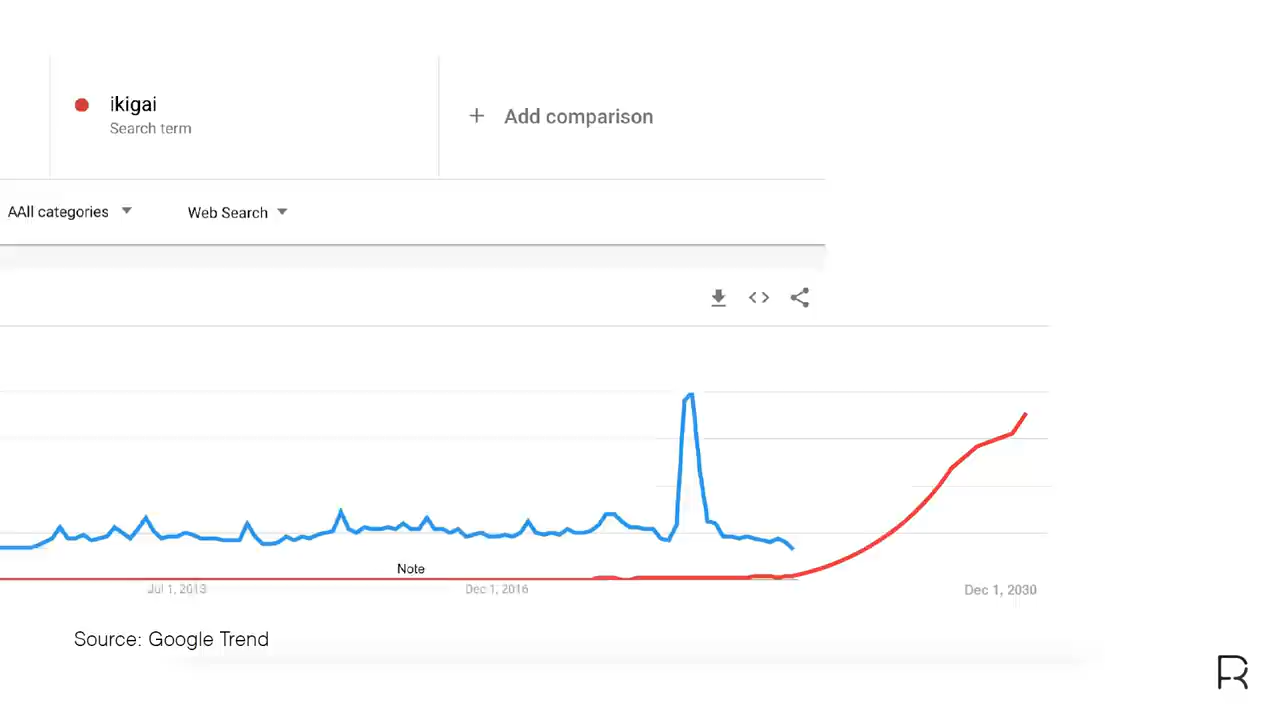 ikigai
Search term
+ Add comparison
AAll categories
Web Search
Note
Jul 1, 2013
Dec 1, 2016
Dec 1, 2030
Source: Google Trend
R